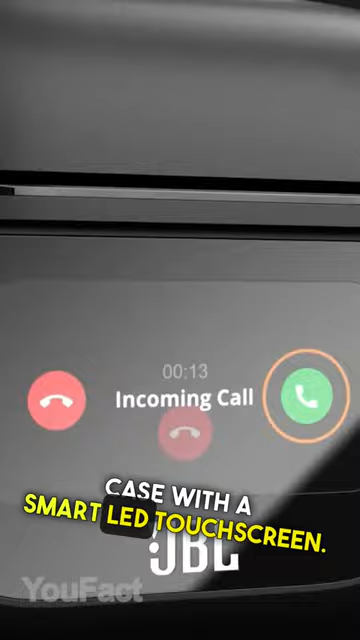 00:13
Incoming Call
CASE WITH A
SMART LED TOUCHSCREEN.
JBL
YouFact